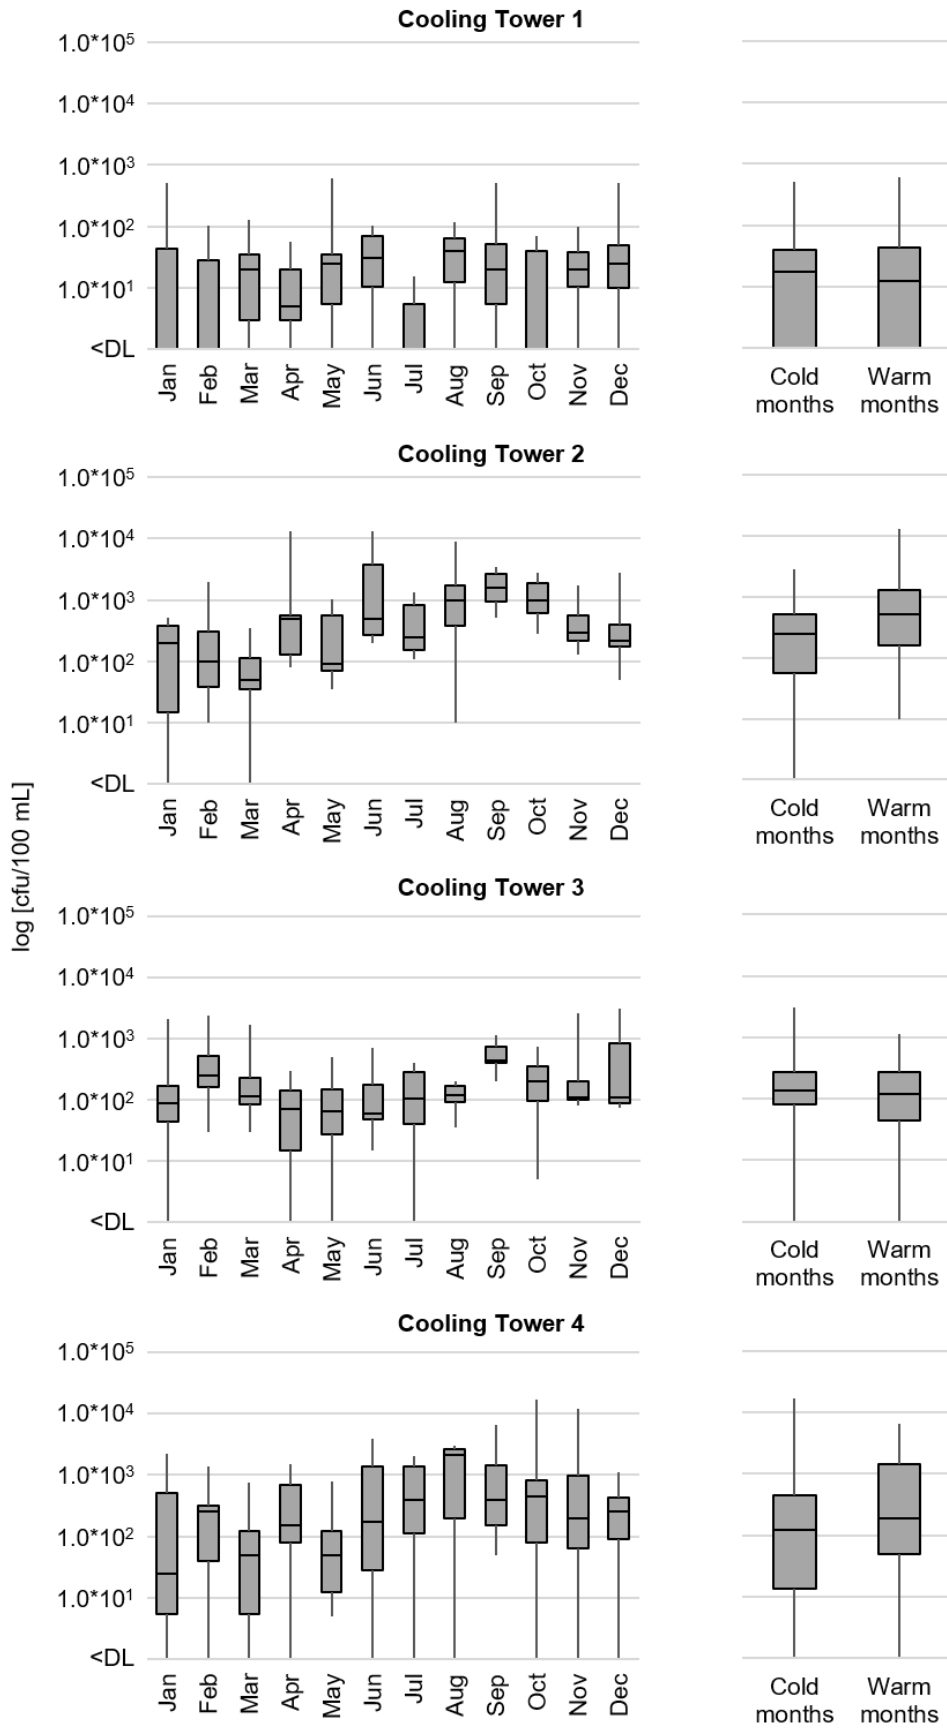 Cooling Tower 1
1.0*10⁵
1.0*10⁴
1.0*10³
1.0*10²
1.0*10¹
<DL
Jan Feb Mar Apr May Jun Jul Aug Sep Oct Nov Dec
Cold months Warm months
Cooling Tower 2
1.0*10⁵
1.0*10⁴
1.0*10³
1.0*10²
1.0*10¹
<DL
Jan Feb Mar Apr May Jun Jul Aug Sep Oct Nov Dec
Cold months Warm months
log [cfu/100 mL]
Cooling Tower 3
1.0*10⁵
1.0*10⁴
1.0*10³
1.0*10²
1.0*10¹
<DL
Jan Feb Mar Apr May Jun Jul Aug Sep Oct Nov Dec
Cold months Warm months
Cooling Tower 4
1.0*10⁵
1.0*10⁴
1.0*10³
1.0*10²
1.0*10¹
<DL
Jan Feb Mar Apr May Jun Jul Aug Sep Oct Nov Dec
Cold months Warm months